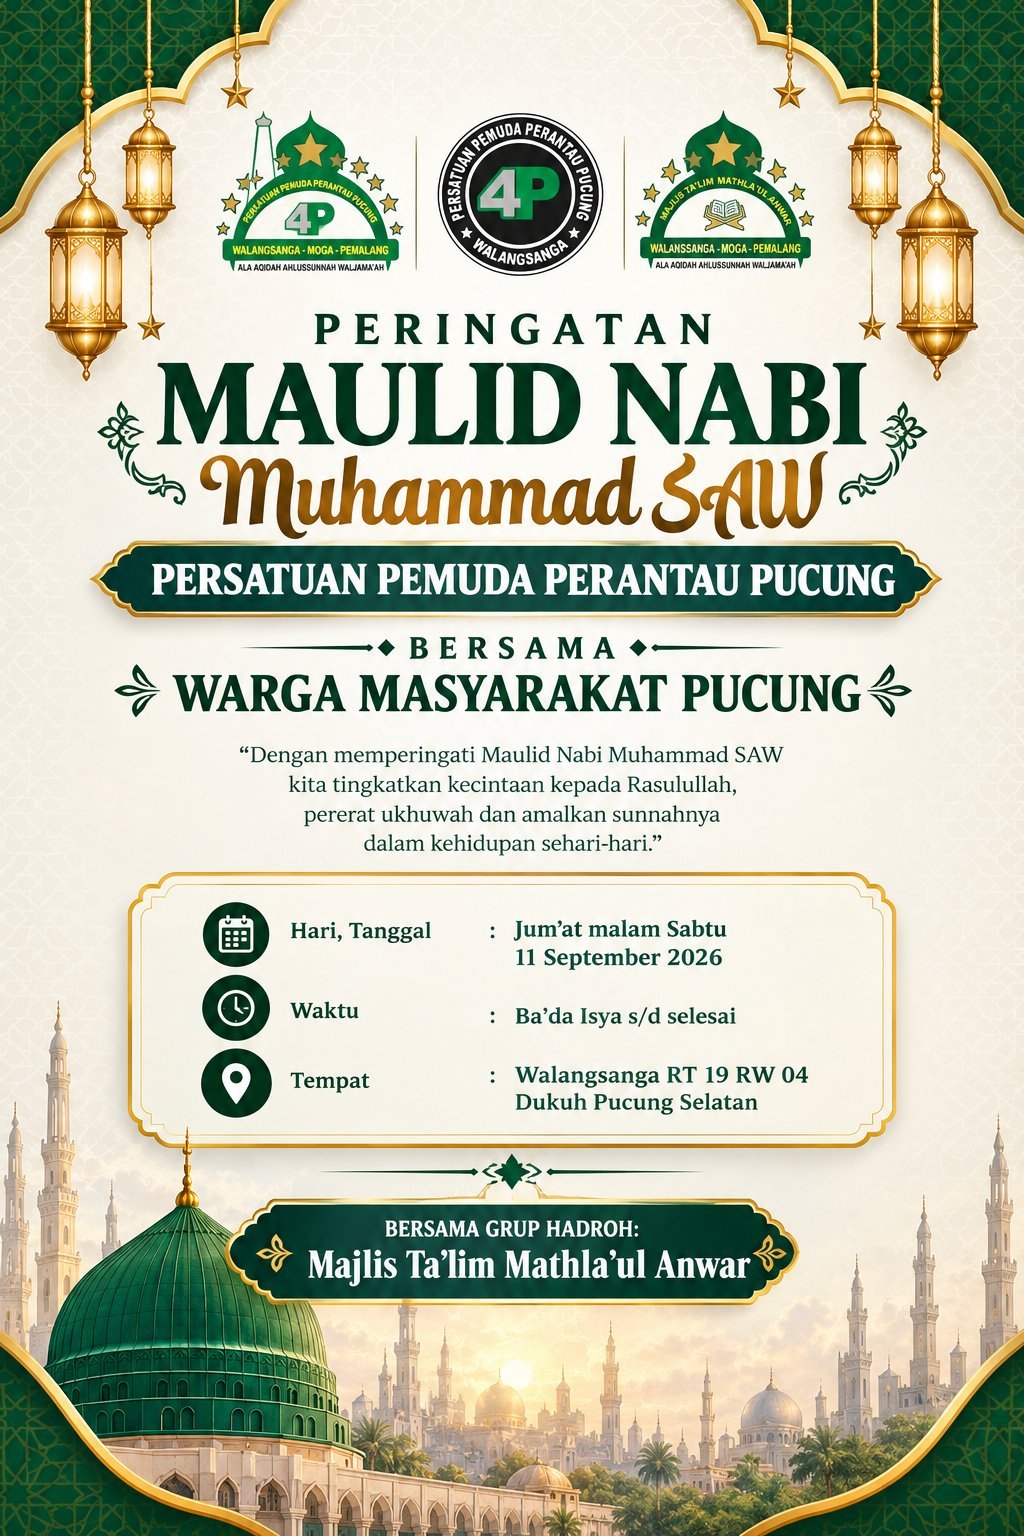 PERSATUAN PEMUDA PERANTAU PUCUNG
4P
WALANGSANGA - MOGA - PEMALANG
ALA AQIDAH AHLUSSUNNAH WALJAMA'AH
PERSATUAN PEMUDA PERANTAU PUCUNG
4P
WALANGSANGA
MAJLIS TA'LIM MATHLA'UL ANWAR
WALANSSANGA - MOGA - PEMALANG
ALA AQIDAH AHLUSSUNNAH WALJAMA'AH
PERINGATAN
MAULID NABI
Muhammad SAW
PERSATUAN PEMUDA PERANTAU PUCUNG
BERSAMA
WARGA MASYARAKAT PUCUNG
“Dengan memperingati Maulid Nabi Muhammad SAW
kita tingkatkan kecintaan kepada Rasulullah,
pererat ukhuwah dan amalkan sunnahnya
dalam kehidupan sehari-hari.”
Hari, Tanggal : Jum’at malam Sabtu
11 September 2026
Waktu : Ba’da Isya s/d selesai
Tempat : Walangsanga RT 19 RW 04
Dukuh Pucung Selatan
BERSAMA GRUP HADROH:
Majlis Ta’lim Mathla’ul Anwar